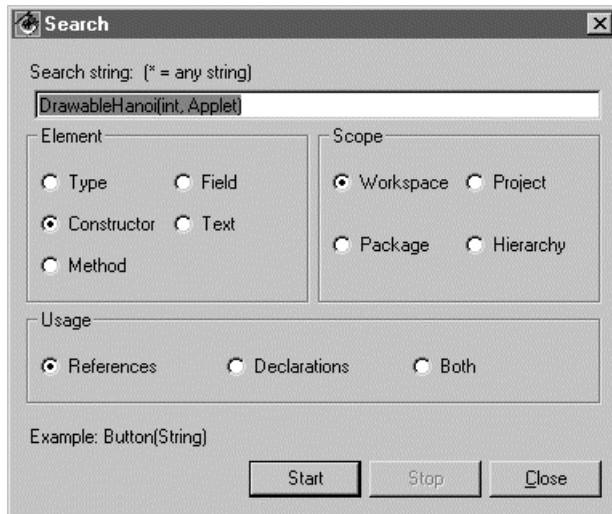 Search
Search string: (* = any string)
DrawableHanoi(int, Applet)
Element
Scope
Type
Field
Workspace
Project
Constructor
Text
Package
Hierarchy
Method
Usage
References
Declarations
Both
Example: Button(String)
Start
Stop
Close